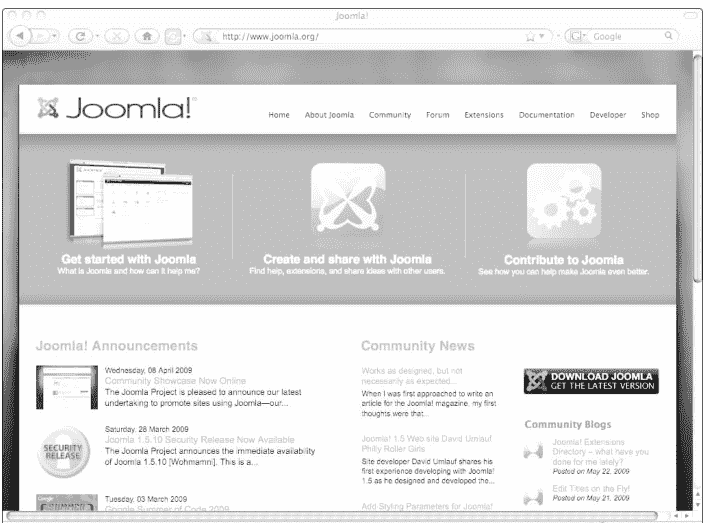 Joomla!
http://www.joomla.org/
Google
Joomla!
Home About Joomla Community Forum Extensions Documentation Developer Shop
Get started with Joomla
What is Joomla and how can it help me?
Create and share with Joomla
Find help, extensions, and share ideas with other users.
Contribute to Joomla
See how you can help make Joomla even better.
Joomla! Announcements
Wednesday, 08 April 2009
Community Showcase Now Online
The Joomla Project is pleased to announce our latest
undertaking to promote sites using Joomla—our...
SECURITY
RELEASE
Saturday, 28 March 2009
Joomla 1.5.10 Security Release Now Available
The Joomla Project announces the immediate availability
of Joomla 1.5.10 [Wohmamni]. This is a...
Google
SUMMER
Tuesday, 03 March 2009
Google Summer of Code 2009
Community News
Works as designed, but not
necessarily as expected...
When I was first approached to write an
article for the Joomla! magazine, my first
thoughts were that...
Joomla! 1.5 Web site David Umlauf
Philly Roller Girls
Site developer David Umlauf shares his
first experience developing with Joomla!
1.5 as he designed and developed the...
Add Styling Parameters for Joomla!
DOWNLOAD JOOMLA
GET THE LATEST VERSION
Community Blogs
Joomla! Extensions
Directory – what have you
done for me lately?
Posted on May 22, 2009
Edit Titles on the Fly!
Posted on May 21, 2009